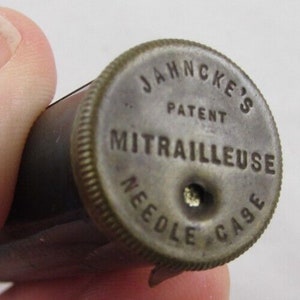 JAHNCKE'S
PATENT
MITRAILLEUSE
NEEDLE CASE